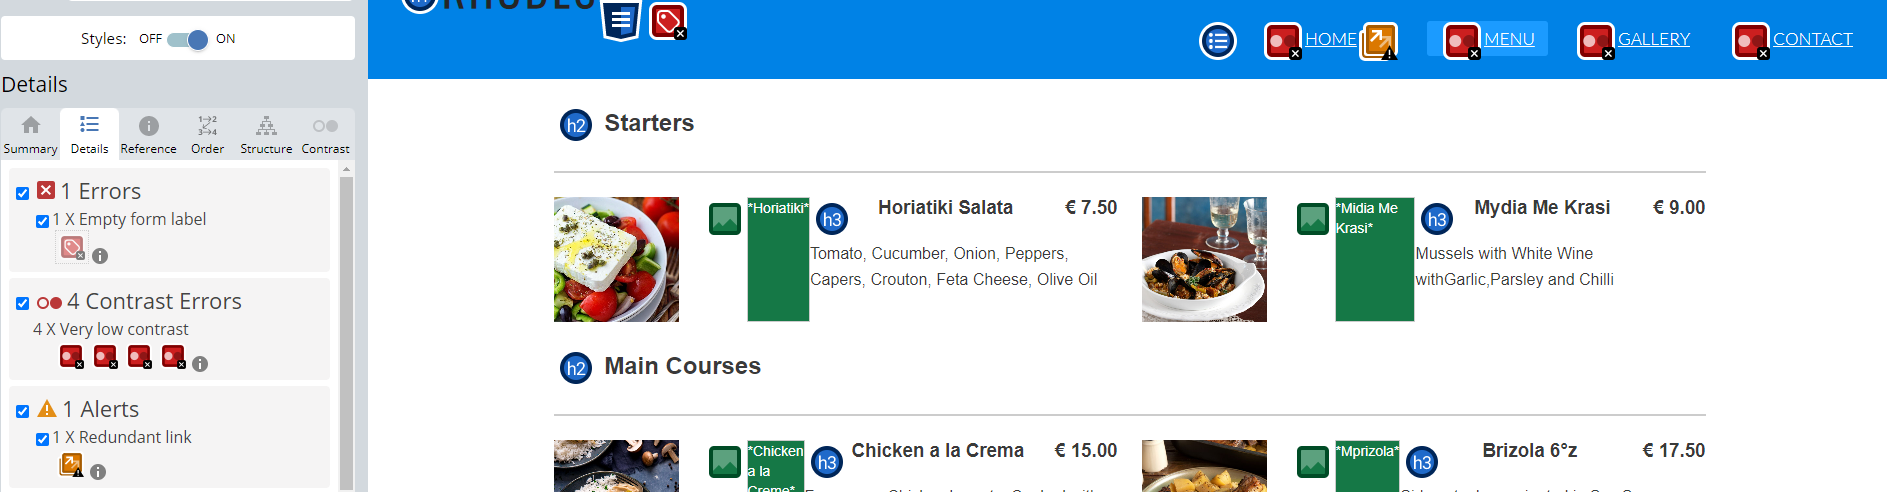 RHODES
Styles: OFF ON
HOME MENU GALLERY CONTACT
Details
Summary Details Reference Order Structure Contrast
1 Errors
1 X Empty form label
4 Contrast Errors
4 X Very low contrast
1 Alerts
1 X Redundant link
h2 Starters
*Horiatiki* h3 Horiatiki Salata € 7.50
Tomato, Cucumber, Onion, Peppers,
Capers, Crouton, Feta Cheese, Olive Oil
*Midia Me
Krasi*
h3 Mydia Me Krasi € 9.00
Mussels with White Wine
withGarlic,Parsley and Chilli
h2 Main Courses
*Chicken
a la
Creme*
h3 Chicken a la Crema € 15.00
*Mprizola* h3 Brizola 6°z € 17.50